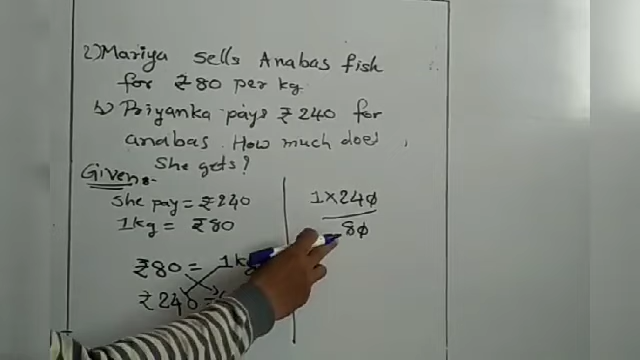 2) Mariya sells Anabas fish
for ₹80 per kg.
b) Priyanka pays ₹240 for
anabas. How much does
she gets?
Given:-
she pay = ₹240
1kg = ₹80
₹80 = 1kg
₹240 =
1×240
80